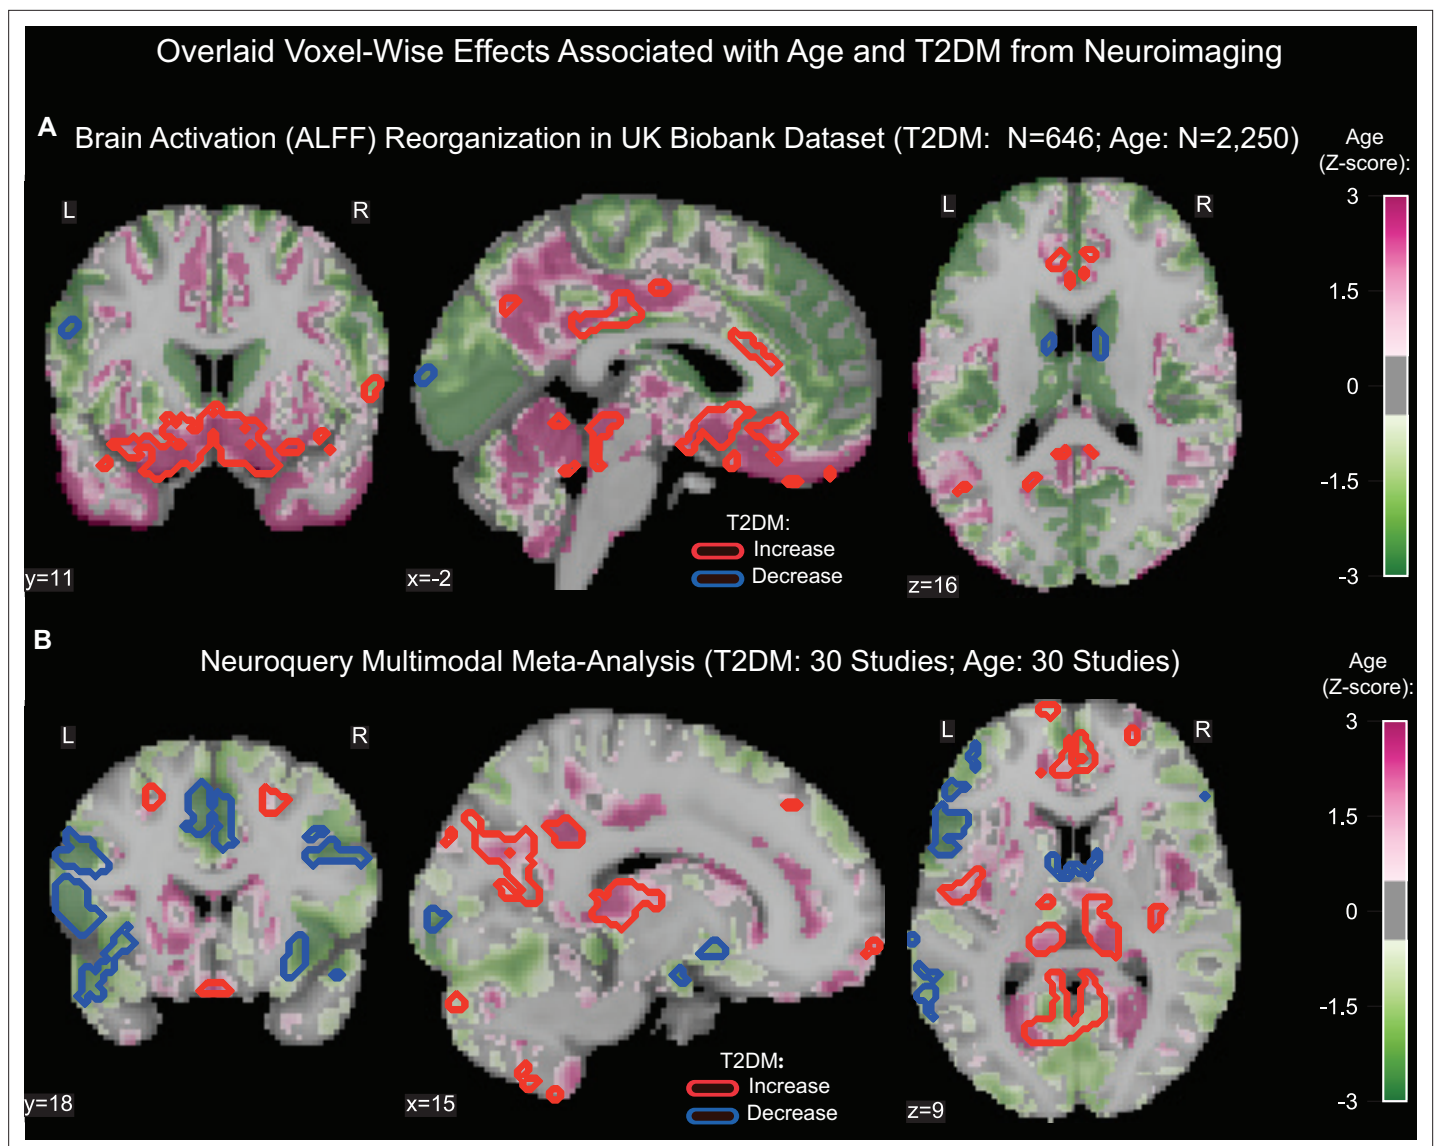 Overlaid Voxel-Wise Effects Associated with Age and T2DM from Neuroimaging
A
Brain Activation (ALFF) Reorganization in UK Biobank Dataset (T2DM: N=646; Age: N=2,250)
Age
(Z-score):
L
R
L
R
3
1.5
0
-1.5
-3
T2DM:
Increase
Decrease
y=11
x=-2
z=16
B
Neuroquery Multimodal Meta-Analysis (T2DM: 30 Studies; Age: 30 Studies)
Age
(Z-score):
L
R
L
R
3
1.5
0
-1.5
-3
T2DM:
Increase
Decrease
y=18
x=15
z=9